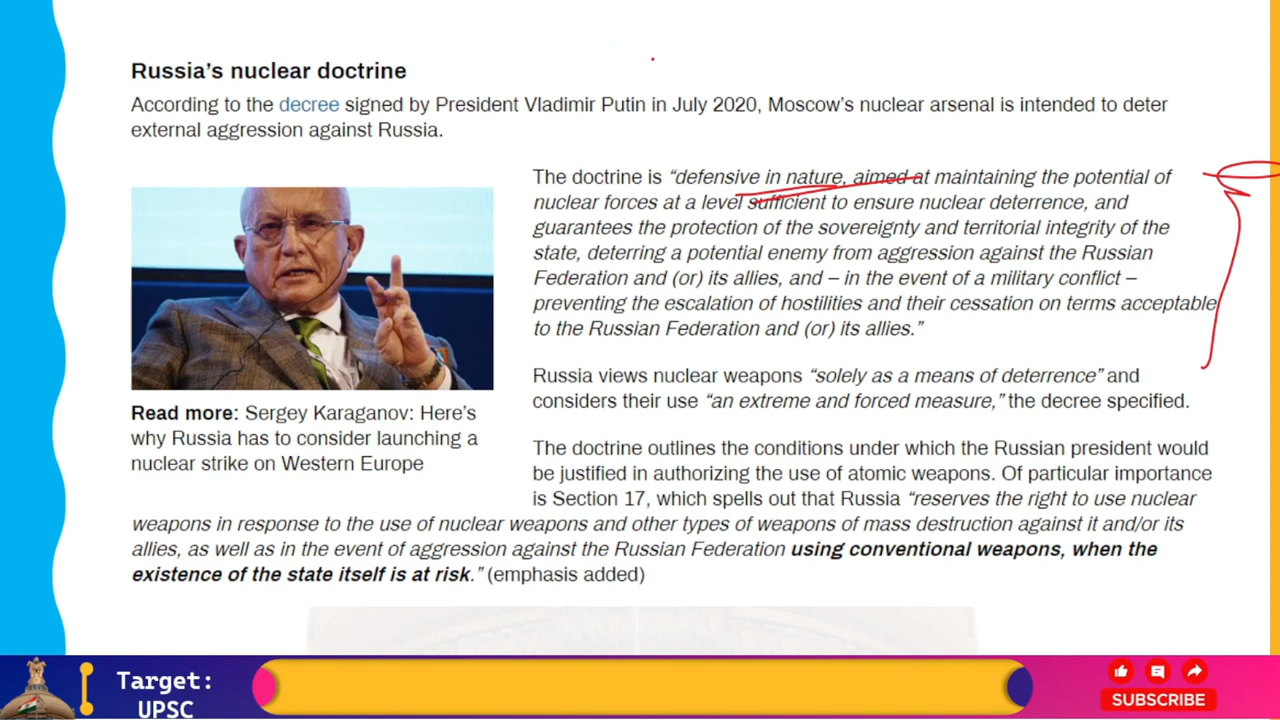 Russia's nuclear doctrine
According to the decree signed by President Vladimir Putin in July 2020, Moscow's nuclear arsenal is intended to deter
external aggression against Russia.
The doctrine is “defensive in nature, aimed at maintaining the potential of
nuclear forces at a level sufficient to ensure nuclear deterrence, and
guarantees the protection of the sovereignty and territorial integrity of the
state, deterring a potential enemy from aggression against the Russian
Federation and (or) its allies, and – in the event of a military conflict –
preventing the escalation of hostilities and their cessation on terms acceptable
to the Russian Federation and (or) its allies.”
Read more: Sergey Karaganov: Here's
why Russia has to consider launching a
nuclear strike on Western Europe
Russia views nuclear weapons “solely as a means of deterrence” and
considers their use “an extreme and forced measure,” the decree specified.
The doctrine outlines the conditions under which the Russian president would
be justified in authorizing the use of atomic weapons. Of particular importance
is Section 17, which spells out that Russia “reserves the right to use nuclear
weapons in response to the use of nuclear weapons and other types of weapons of mass destruction against it and/or its
allies, as well as in the event of aggression against the Russian Federation using conventional weapons, when the
existence of the state itself is at risk.” (emphasis added)
Target:
UPSC
SUBSCRIBE